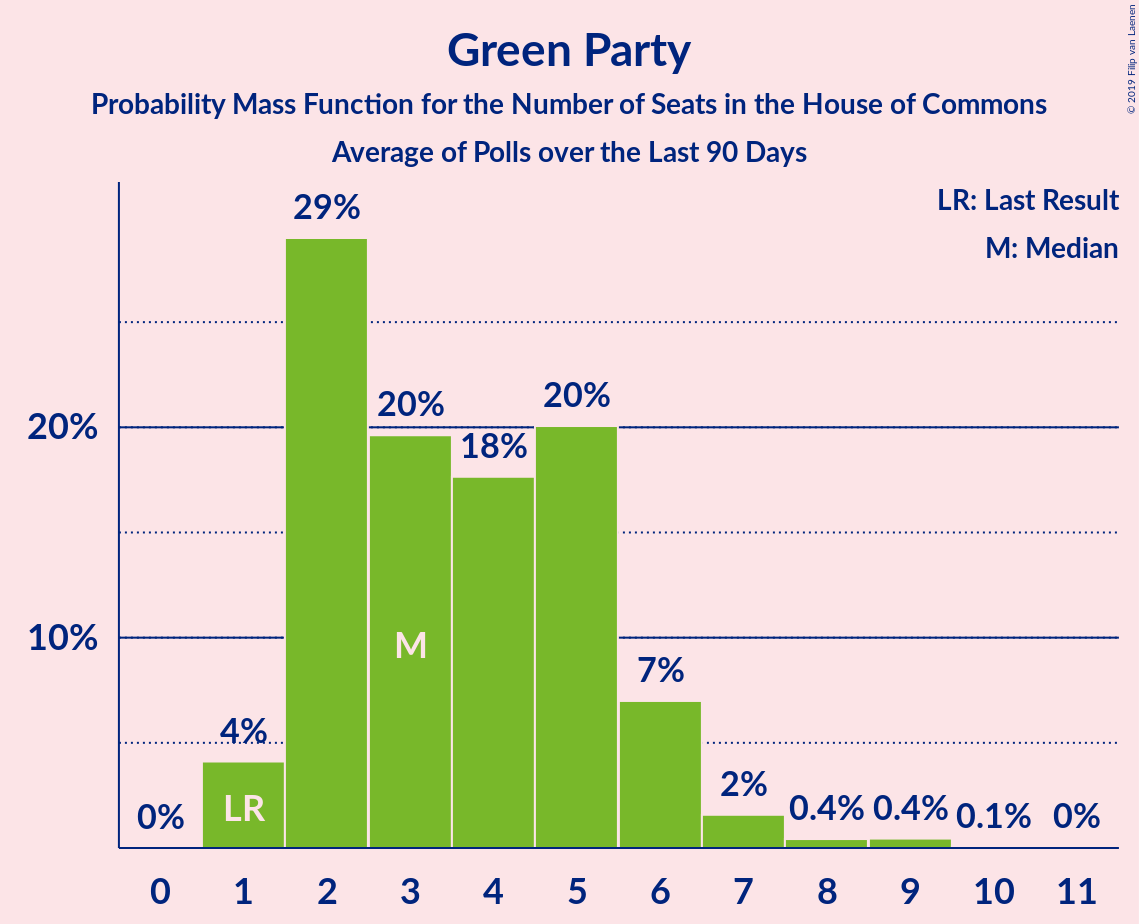 Green Party
Probability Mass Function for the Number of Seats in the House of Commons
Average of Polls over the Last 90 Days
© 2019 Filip van Laenen
LR: Last Result
M: Median
29%
20%
20%
20%
18%
10%
M
7%
4%
2%
LR
0%
0.4%
0.4%
0.1%
0%
0 1 2 3 4 5 6 7 8 9 10 11